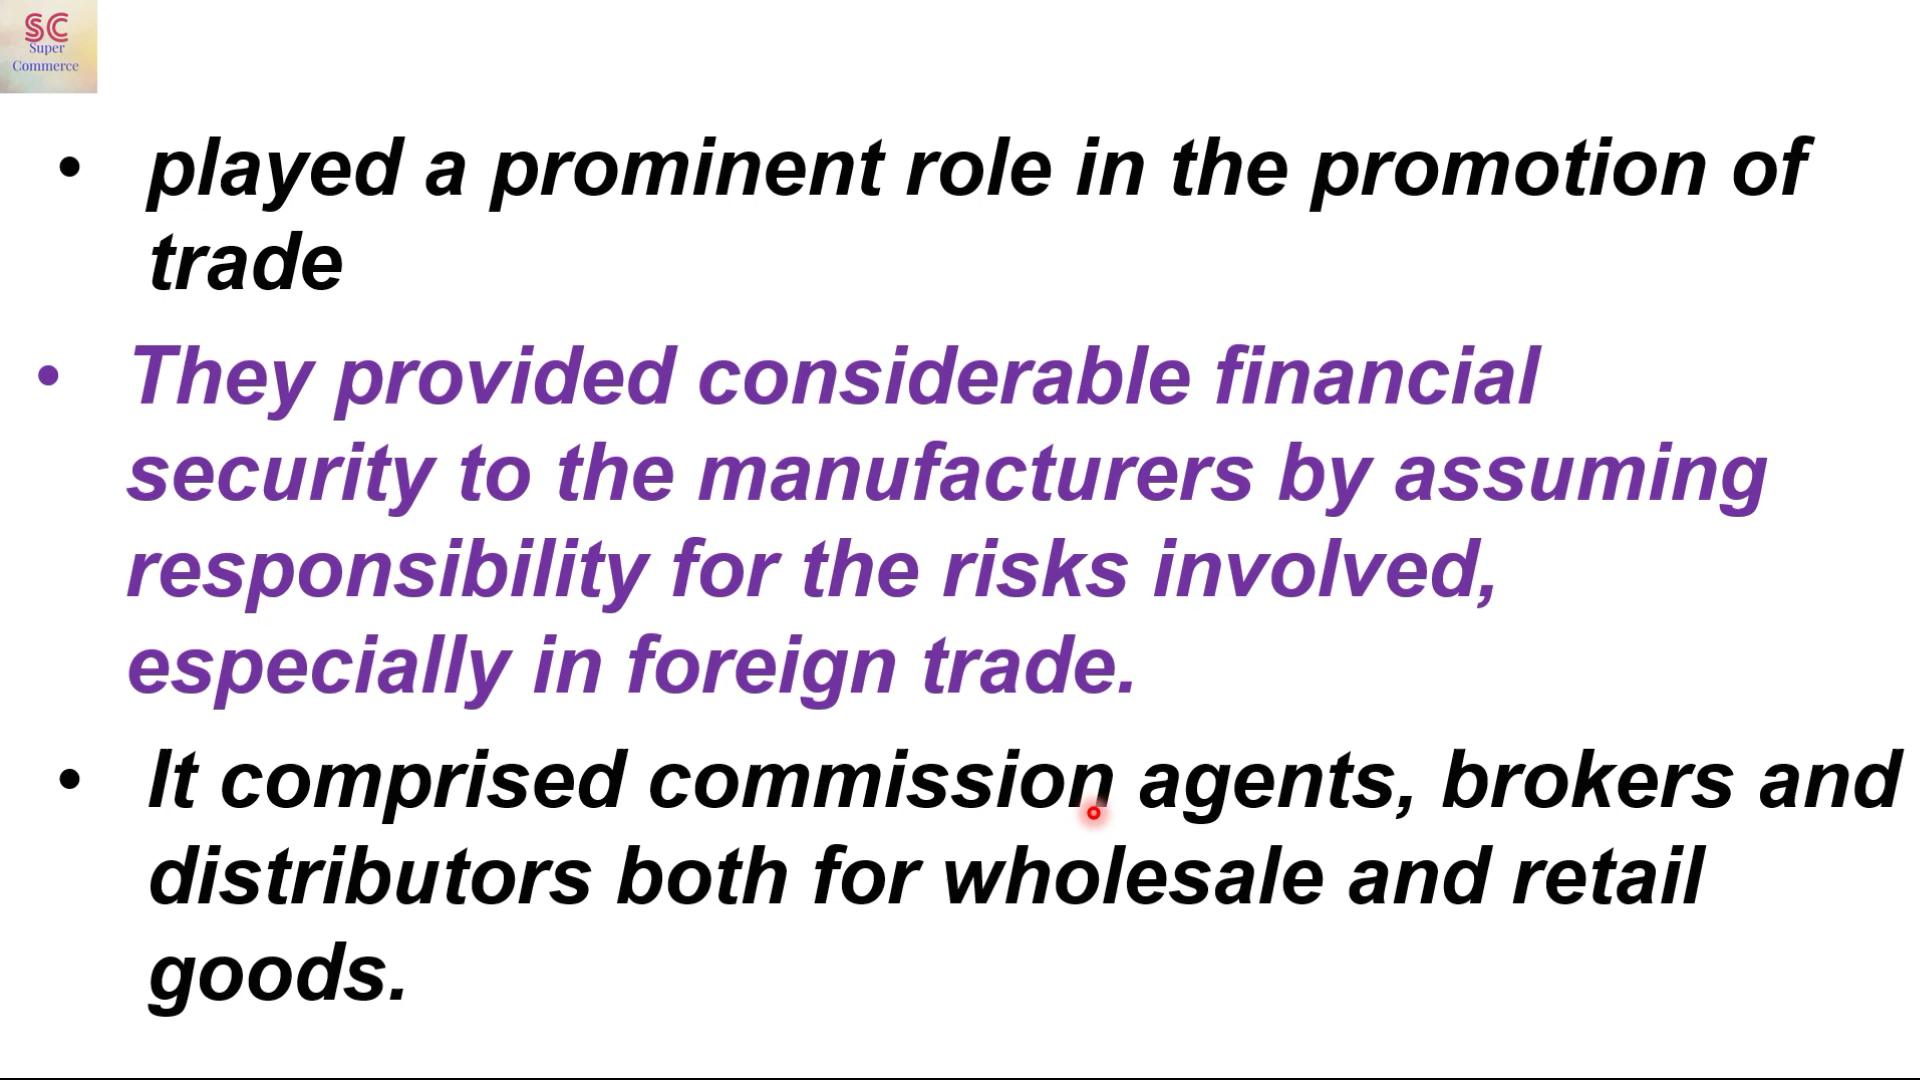 SC
Super
Commerce
• played a prominent role in the promotion of
trade
• They provided considerable financial
security to the manufacturers by assuming
responsibility for the risks involved,
especially in foreign trade.
• It comprised commission agents, brokers and
distributors both for wholesale and retail
goods.